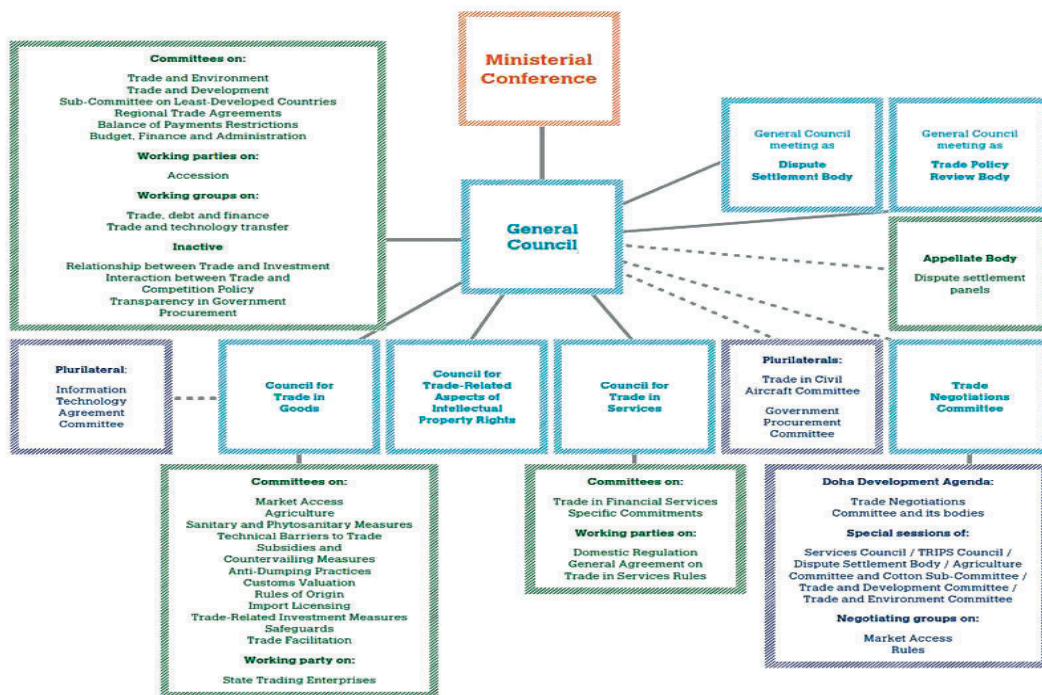 Ministerial
Conference
Committees on:
Trade and Environment
Trade and Development
Sub-Committee on Least-Developed Countries
Regional Trade Agreements
Balance of Payments Restrictions
Budget, Finance and Administration
Working parties on:
Accession
Working groups on:
Trade, debt and finance
Trade and technology transfer
Inactive
Relationship between Trade and Investment
Interaction between Trade and
Competition Policy
Transparency in Government
Procurement
General Council
meeting as
Dispute
Settlement Body
General Council
meeting as
Trade Policy
Review Body
General
Council
Appellate Body
Dispute settlement
panels
Plurilateral:
Information
Technology
Agreement
Committee
Council for
Trade in
Goods
Council for
Trade-Related
Aspects of
Intellectual
Property Rights
Council for
Trade in
Services
Plurilaterals:
Trade in Civil
Aircraft Committee
Government
Procurement
Committee
Trade
Negotiations
Committee
Committees on:
Market Access
Agriculture
Sanitary and Phytosanitary Measures
Technical Barriers to Trade
Subsidies and
Countervailing Measures
Anti-Dumping Practices
Customs Valuation
Rules of Origin
Import Licensing
Trade-Related Investment Measures
Safeguards
Trade Facilitation
Working party on:
State Trading Enterprises
Committees on:
Trade in Financial Services
Specific Commitments
Working parties on:
Domestic Regulation
General Agreement on
Trade in Services Rules
Doha Development Agenda:
Trade Negotiations
Committee and its bodies
Special sessions of:
Services Council / TRIPS Council /
Dispute Settlement Body / Agriculture
Committee and Cotton Sub-Committee /
Trade and Development Committee /
Trade and Environment Committee
Negotiating groups on:
Market Access
Rules